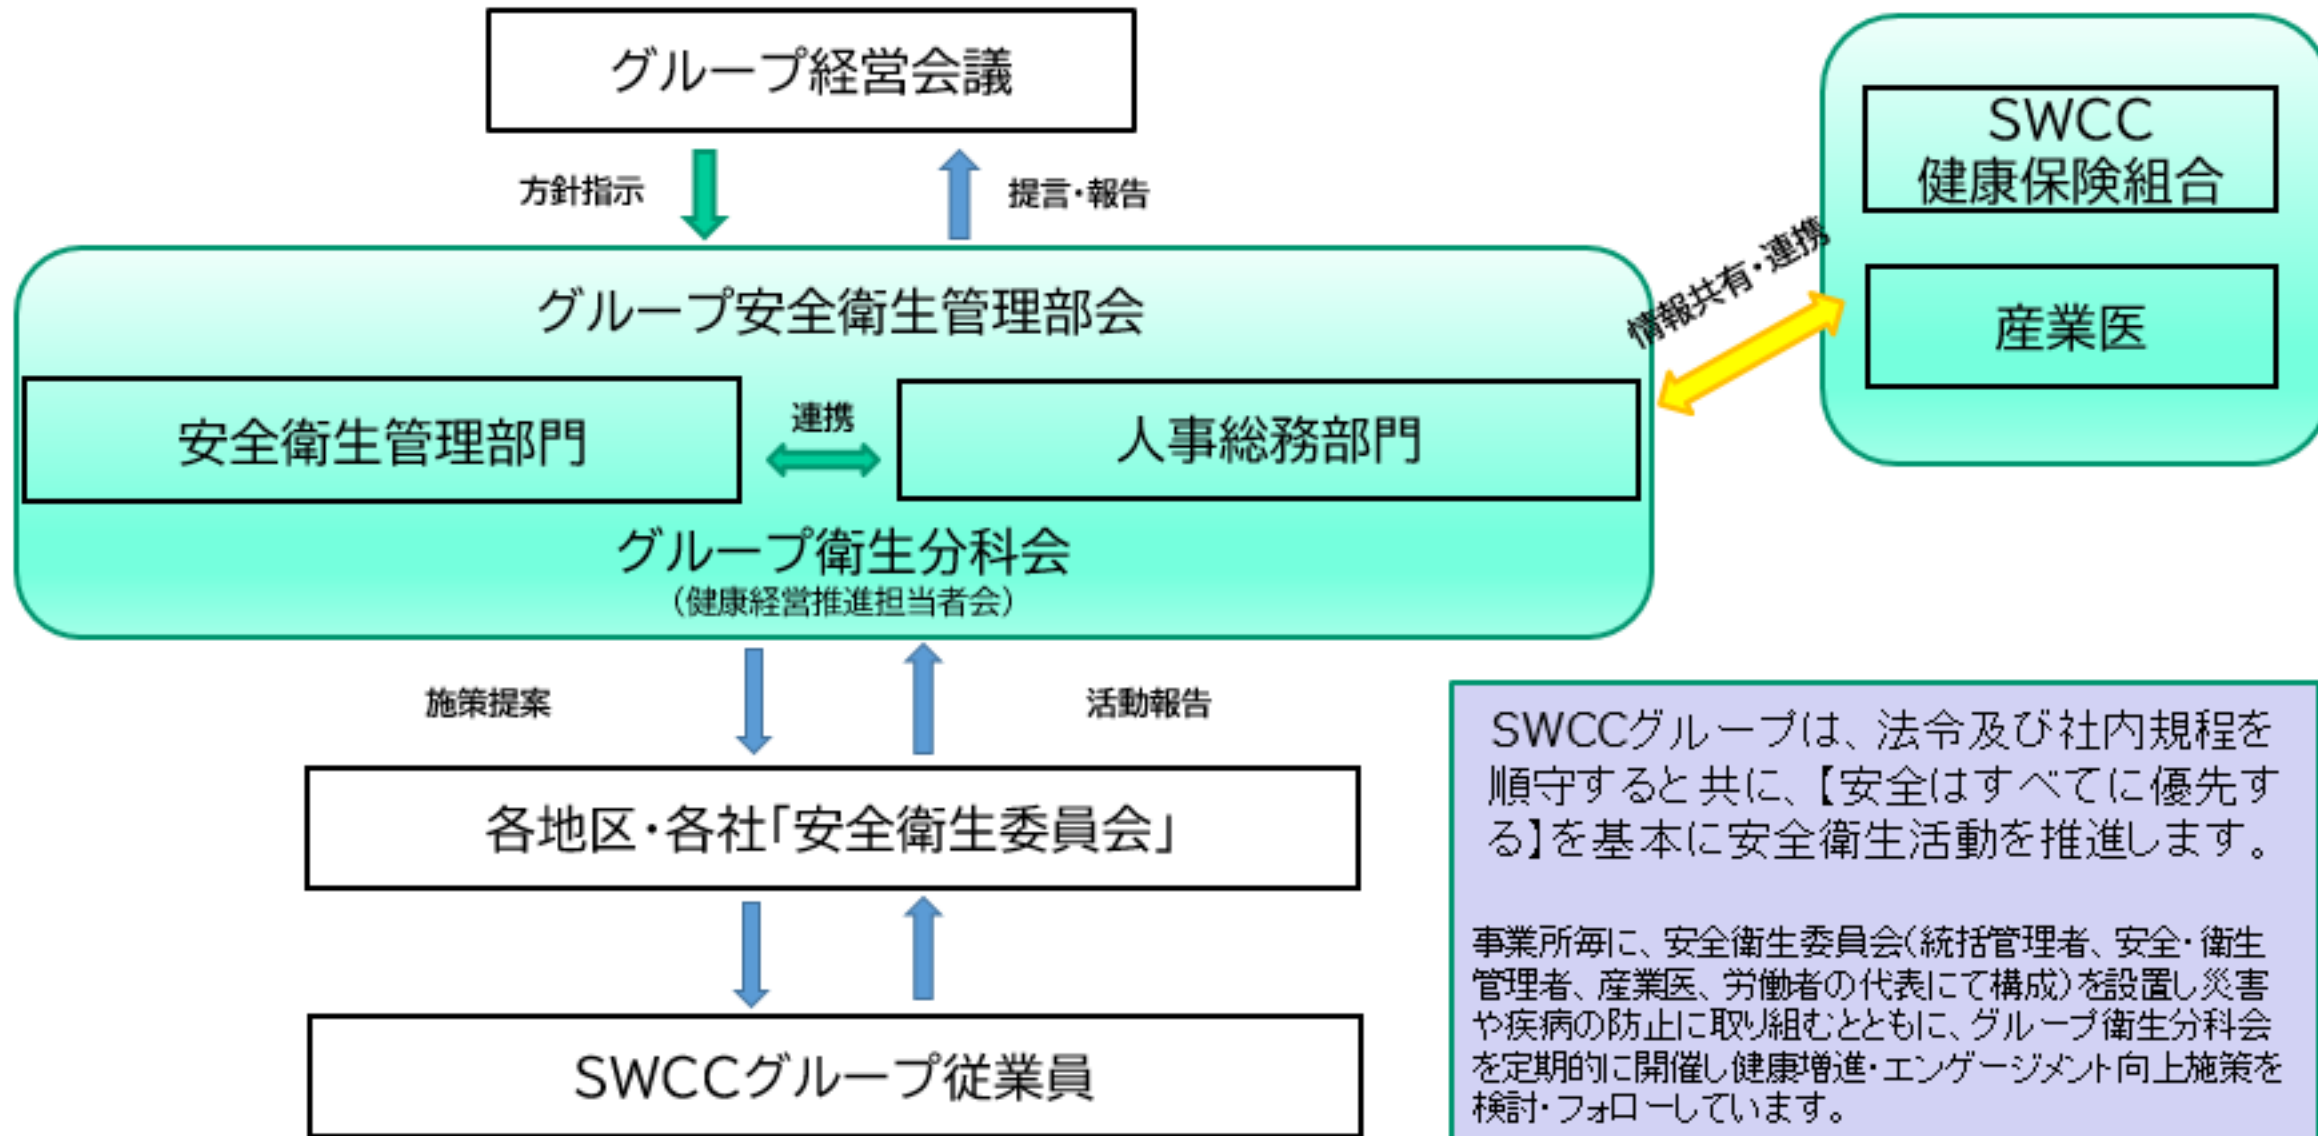 グループ経営会議
SWCC
健康保険組合
方針指示
提言・報告
情報共有・連携
産業医
グループ安全衛生管理部会
安全衛生管理部門
連携
人事総務部門
グループ衛生分科会
（健康経営推進担当者会）
施策提案
活動報告
各地区・各社「安全衛生委員会」
SWCCグループ従業員
SWCCグループは、法令及び社内規程を
順守すると共に、【安全はすべてに優先す
る】を基本に安全衛生活動を推進します。
事業所毎に、安全衛生委員会（統括管理者、安全・衛生
管理者、産業医、労働者の代表にて構成）を設置し災害
や疾病の防止に取り組むとともに、グループ衛生分科会
を定期的に開催し健康増進・エンゲージメント向上施策を
検討・フォローしています。